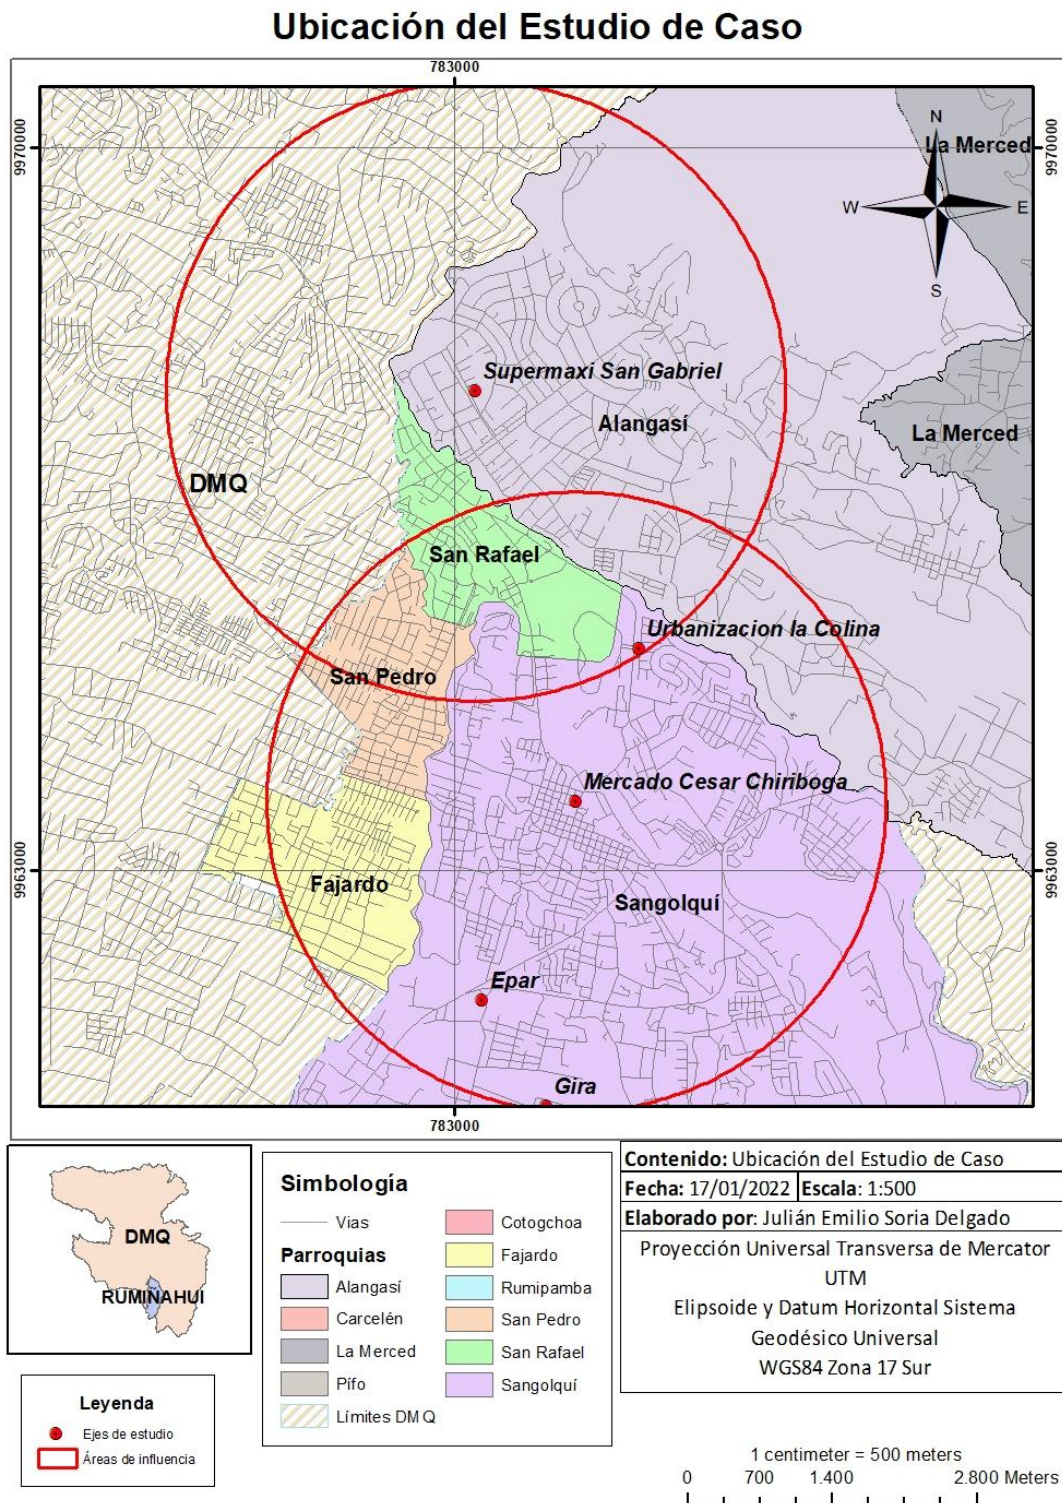 Ubicación del Estudio de Caso
783000
9970000
9970000
N
La Merced
W
E
S
Supermaxi San Gabriel
Alangasí
La Merced
DMQ
San Rafael
Urbanizacion la Colina
San Pedro
Mercado Cesar Chiriboga
9963000
9963000
Fajardo
Sangolquí
Epar
Gira
783000
DMQ
RUMIÑAHUI
Leyenda
Ejes de estudio
Áreas de influencia
Simbología
Vias
Parroquias
Alangasí
Carcelén
La Merced
Pífo
Límites DMQ
Cotogchoa
Fajardo
Rumipamba
San Pedro
San Rafael
Sangolquí
Contenido: Ubicación del Estudio de Caso
Fecha: 17/01/2022 Escala: 1:500
Elaborado por: Julián Emilio Soria Delgado
Proyección Universal Transversa de Mercator
UTM
Elipsoide y Datum Horizontal Sistema
Geodésico Universal
WGS84 Zona 17 Sur
1 centimeter = 500 meters
0 700 1.400 2.800 Meters